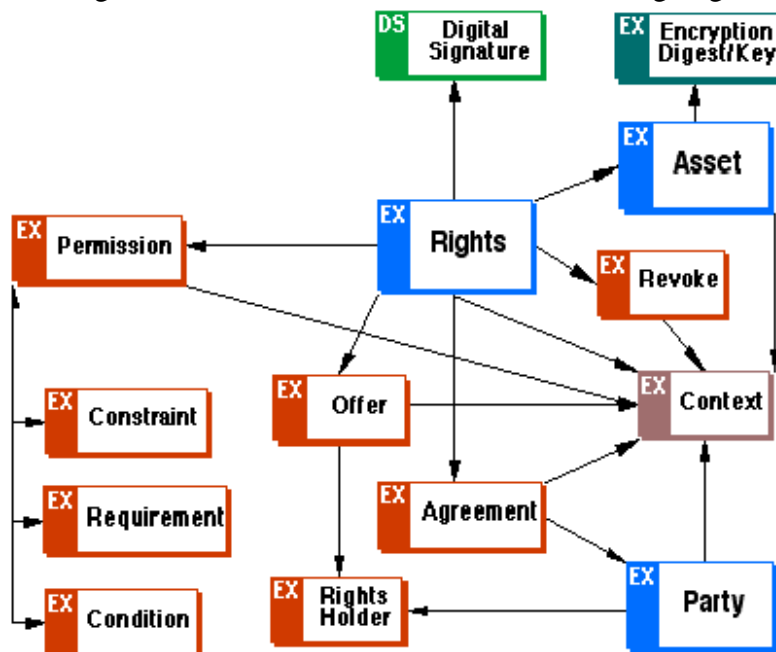 DS Digital
Signature
EX Encryption
Digest/Key
EX Asset
EX Permission
EX Rights
EX Revoke
EX Constraint
EX Offer
EX Context
EX Requirement
EX Agreement
EX Condition
EX Rights
Holder
EX Party